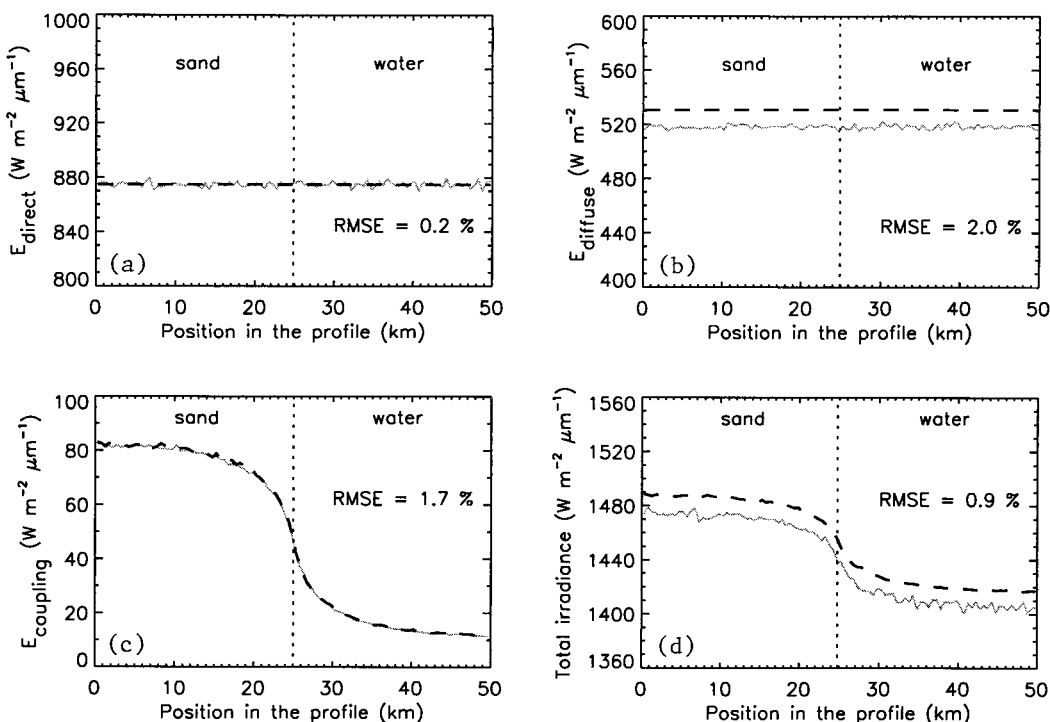 1000
960
920
880
840
800
E_direct (W m⁻² μm⁻¹)
sand
water
RMSE = 0.2 %
(a)
0 10 20 30 40 50
Position in the profile (km)
600
560
520
480
440
400
E_diffuse (W m⁻² μm⁻¹)
sand
water
RMSE = 2.0 %
(b)
0 10 20 30 40 50
Position in the profile (km)
100
80
60
40
20
0
E_coupling (W m⁻² μm⁻¹)
sand
water
RMSE = 1.7 %
(c)
0 10 20 30 40 50
Position in the profile (km)
1560
1520
1480
1440
1400
1360
Total irradiance (W m⁻² μm⁻¹)
sand
water
RMSE = 0.9 %
(d)
0 10 20 30 40 50
Position in the profile (km)